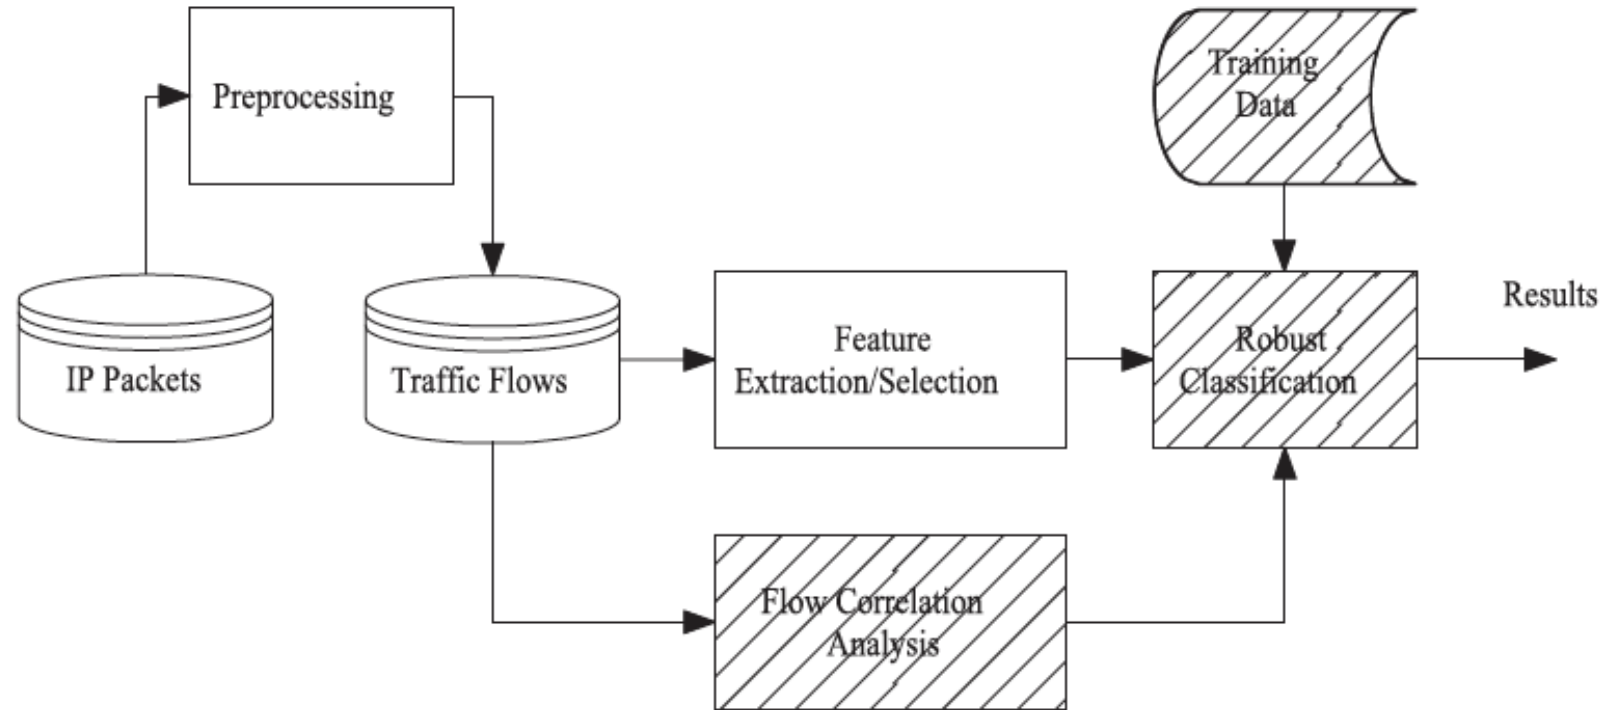 Preprocessing
Training
Data
IP Packets
Traffic Flows
Feature
Extraction/Selection
Robust
Classification
Results
Flow Correlation
Analysis